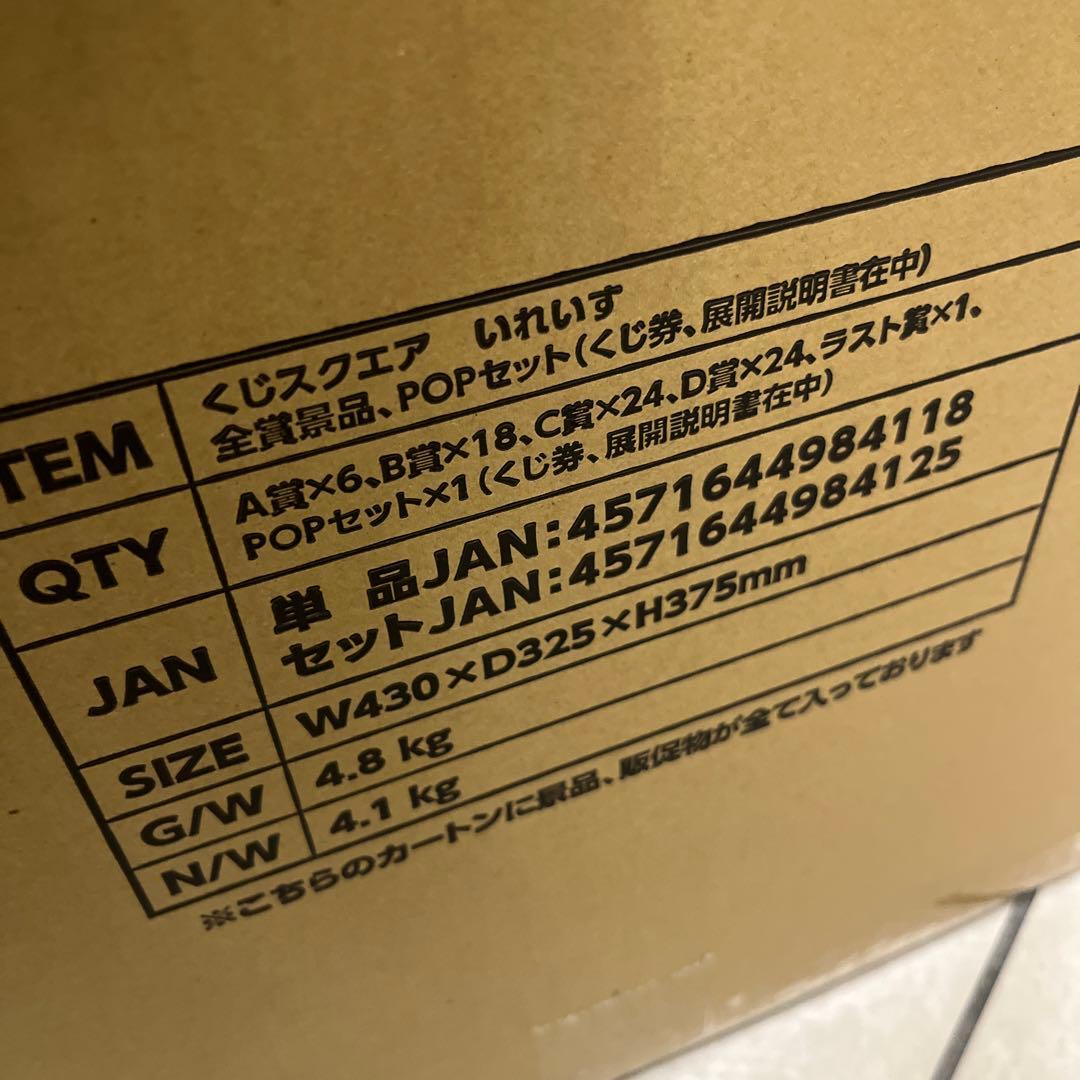 TEM くじスクエア いれいす
全賞景品、POPセット(くじ券、展開説明書在中)
QTY A賞×6、B賞×18、C賞×24、D賞×24、ラスト賞×1、
POPセット×1(くじ券、展開説明書在中)
JAN 単 品JAN:4571644984118
セットJAN:4571644984125
SIZE W430×D325×H375mm
G/W 4.8 kg
N/W 4.1 kg
※こちらのカートンに景品、販促物が全て入っております